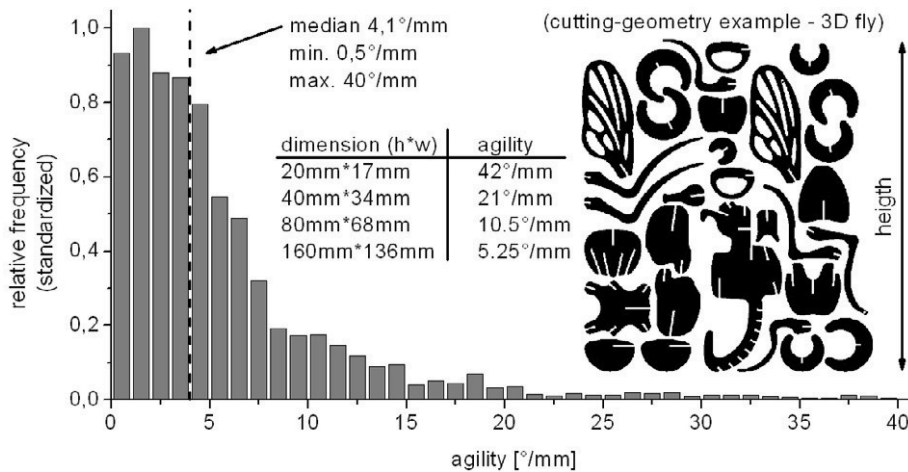 median 4,1°/mm
min. 0,5°/mm
max. 40°/mm
(cutting-geometry example - 3D fly)
dimension (h*w) agility
20mm*17mm 42°/mm
40mm*34mm 21°/mm
80mm*68mm 10.5°/mm
160mm*136mm 5.25°/mm
heigth
relative frequency
(standardized)
1,0
0,8
0,6
0,4
0,2
0,0
0 5 10 15 20 25 30 35 40
agility [°/mm]